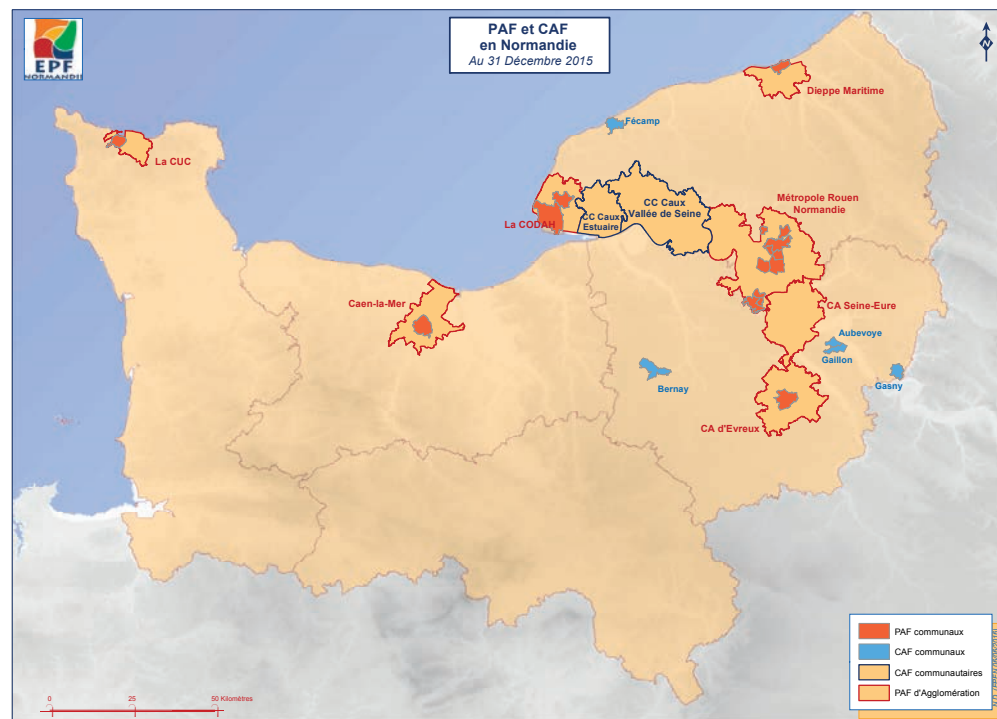 PAF et CAF
en Normandie
Au 31 Décembre 2015
EPF
NORMANDIE
N
Dieppe Maritime
Fécamp
La CUC
CC Caux
Vallée de Seine
Métropole Rouen
Normandie
La CODAH
CC Caux
Estuaire
Caen-la-Mer
CA Seine-Eure
Aubevoye
Gaillon
Gasny
Bernay
CA d'Evreux
PAF communaux
CAF communaux
CAF communautaires
PAF d'Agglomération
0 25 50 Kilomètres